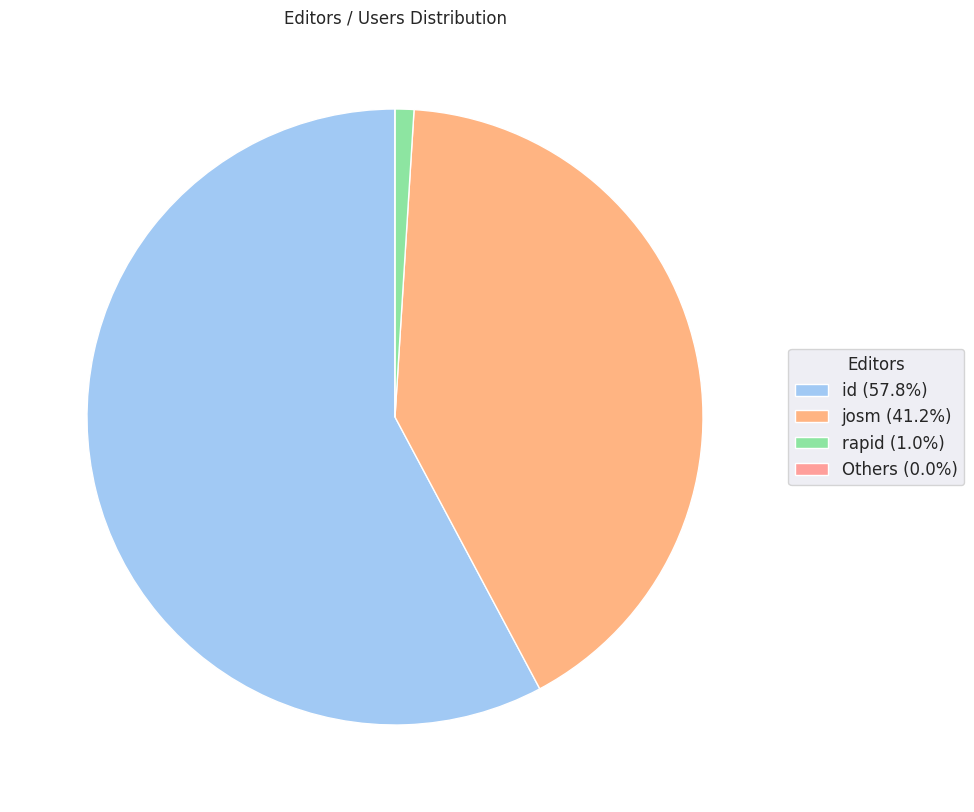 Editors / Users Distribution
Editors
id (57.8%)
josm (41.2%)
rapid (1.0%)
Others (0.0%)